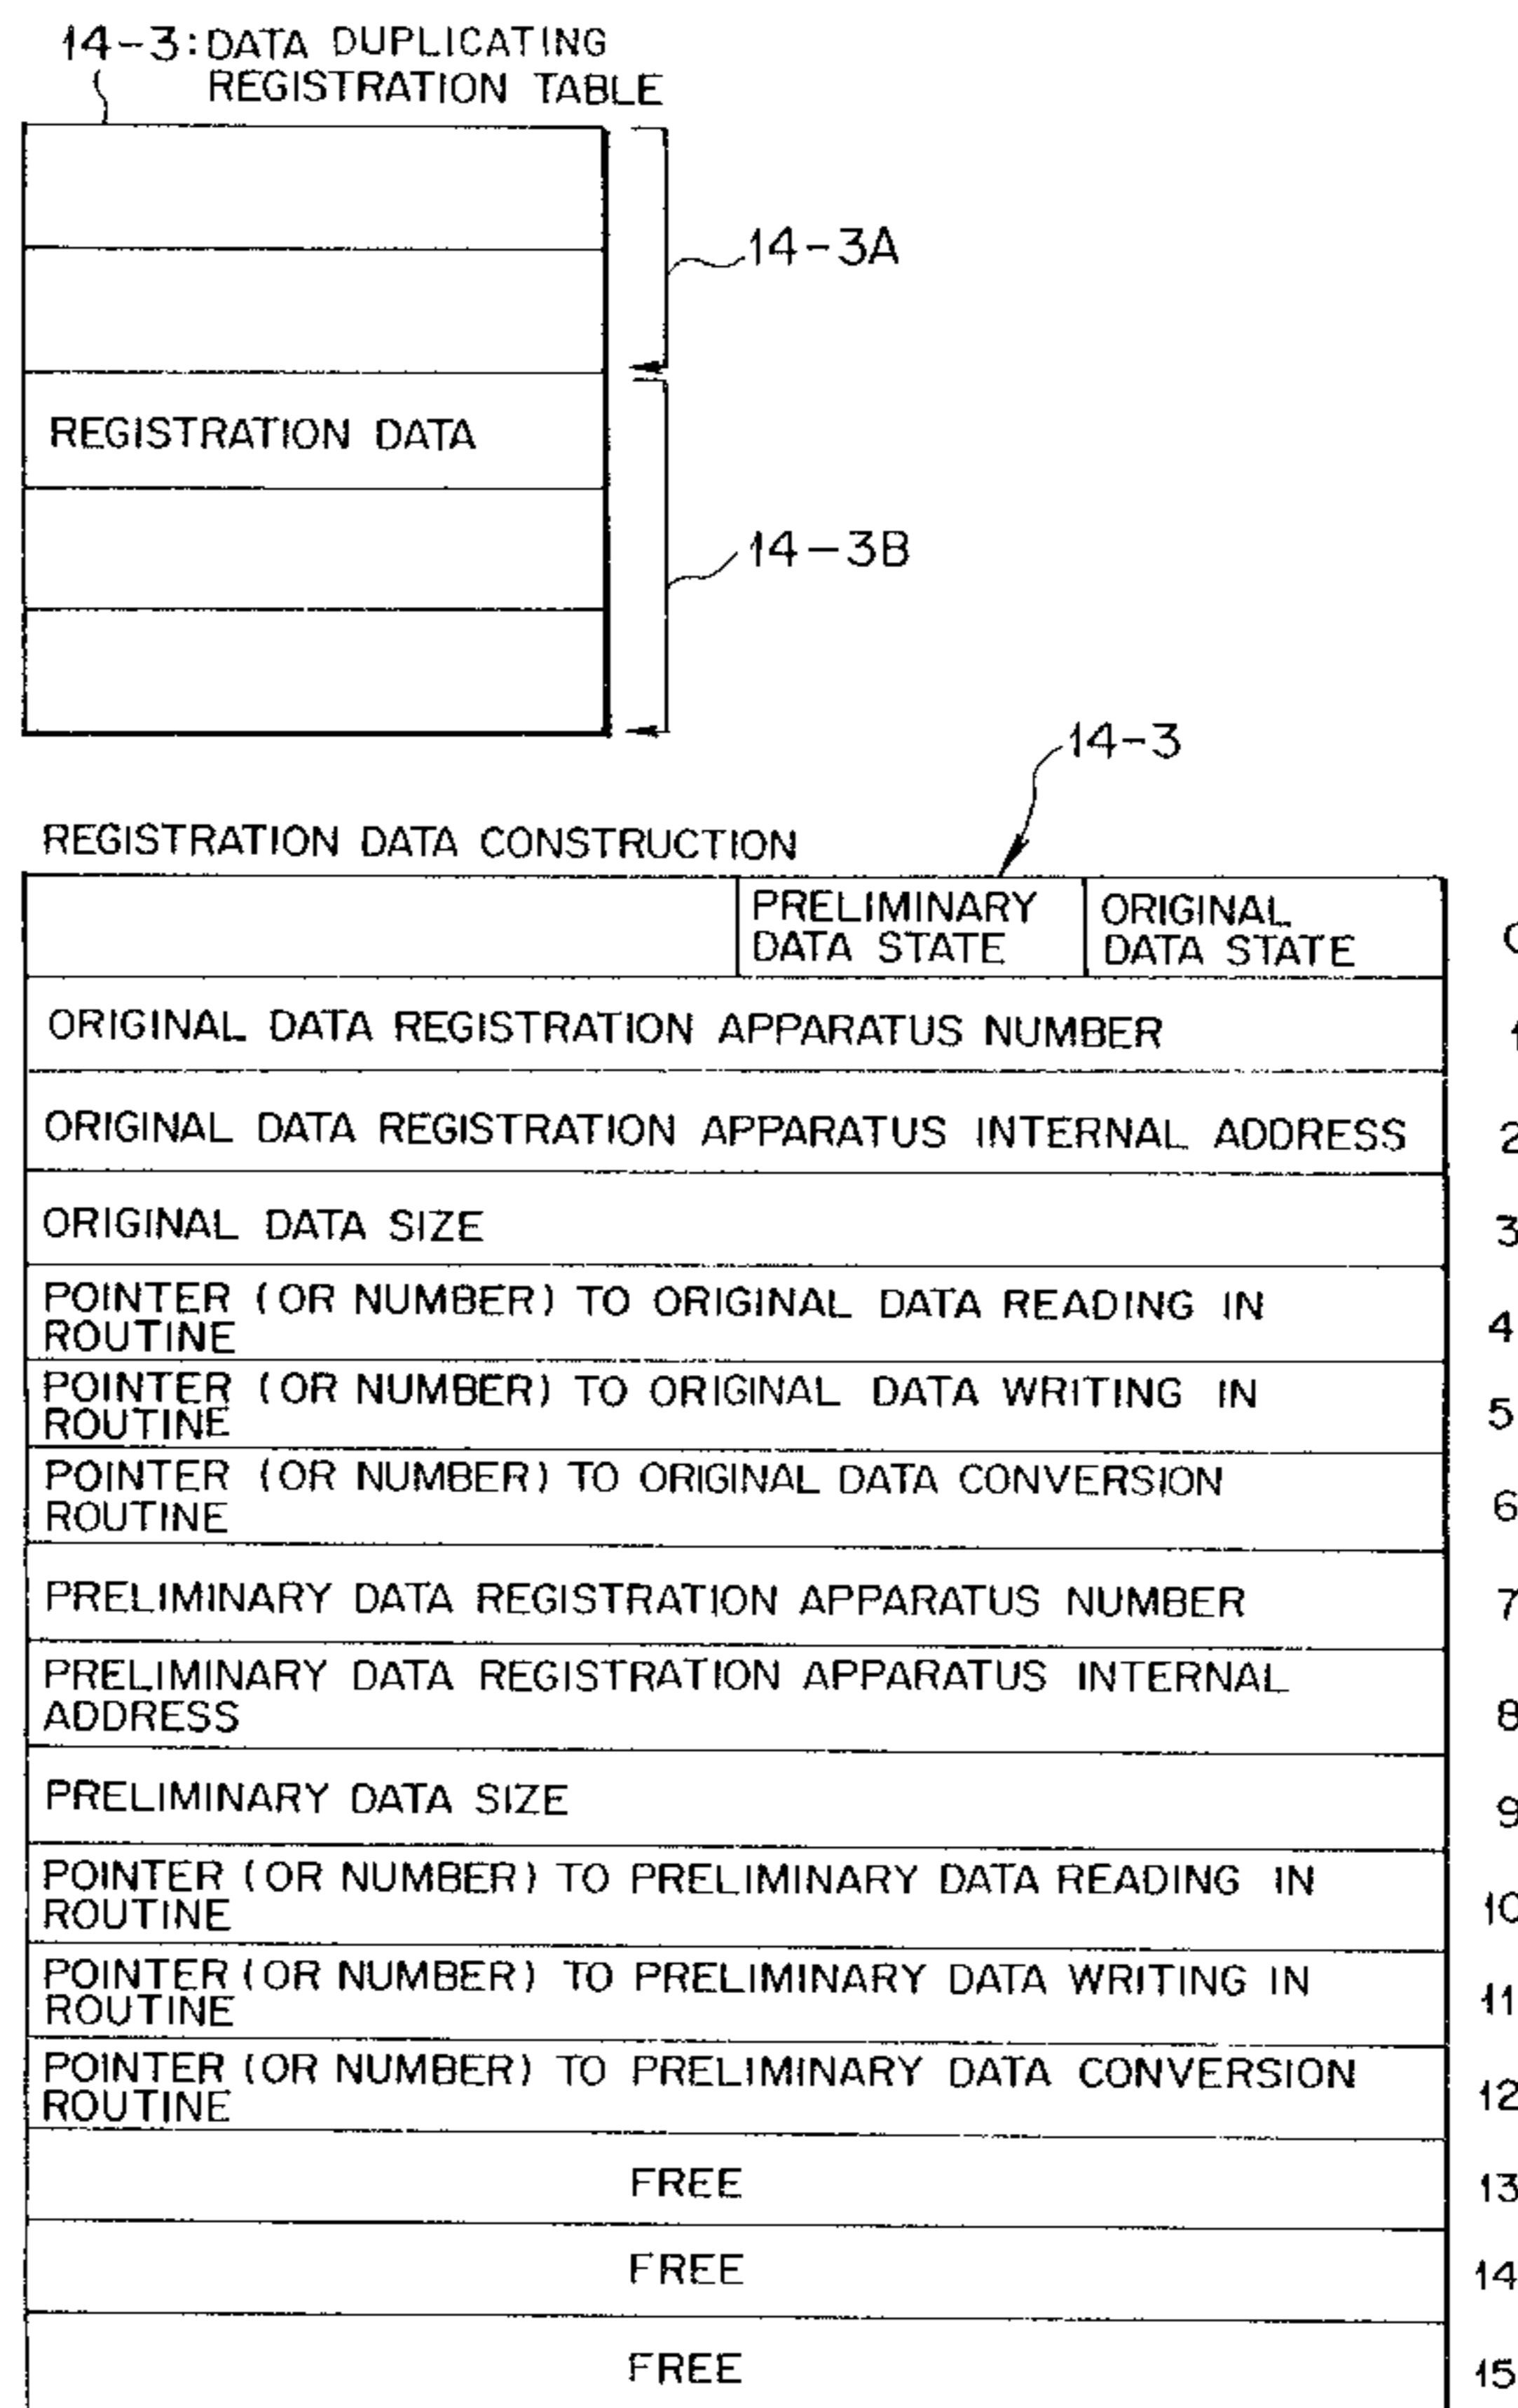 14-3: DATA DUPLICATING
REGISTRATION TABLE
14-3A
REGISTRATION DATA
14-3B
14-3
REGISTRATION DATA CONSTRUCTION
PRELIMINARY
DATA STATE
ORIGINAL
DATA STATE
ORIGINAL DATA REGISTRATION APPARATUS NUMBER 1
ORIGINAL DATA REGISTRATION APPARATUS INTERNAL ADDRESS 2
ORIGINAL DATA SIZE 3
POINTER (OR NUMBER) TO ORIGINAL DATA READING IN
ROUTINE 4
POINTER (OR NUMBER) TO ORIGINAL DATA WRITING IN
ROUTINE 5
POINTER (OR NUMBER) TO ORIGINAL DATA CONVERSION
ROUTINE 6
PRELIMINARY DATA REGISTRATION APPARATUS NUMBER 7
PRELIMINARY DATA REGISTRATION APPARATUS INTERNAL
ADDRESS 8
PRELIMINARY DATA SIZE 9
POINTER (OR NUMBER) TO PRELIMINARY DATA READING IN
ROUTINE 10
POINTER (OR NUMBER) TO PRELIMINARY DATA WRITING IN
ROUTINE 11
POINTER (OR NUMBER) TO PRELIMINARY DATA CONVERSION
ROUTINE 12
FREE 13
FREE 14
FREE 15